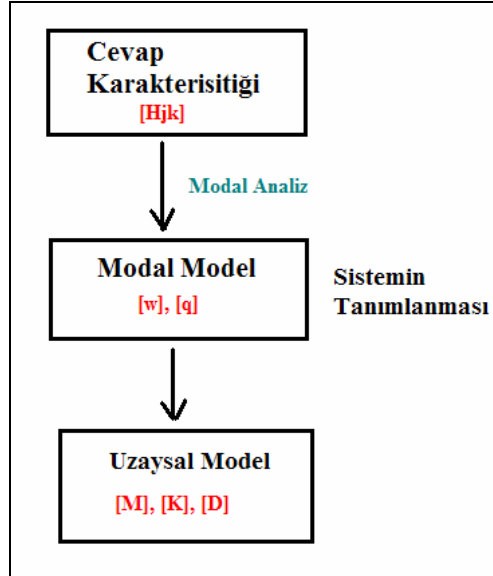 Cevap
Karakterisitiği
[Hjk]
Modal Analiz
Modal Model
[w], [q]
Sistemin
Tanımlanması
Uzaysal Model
[M], [K], [D]